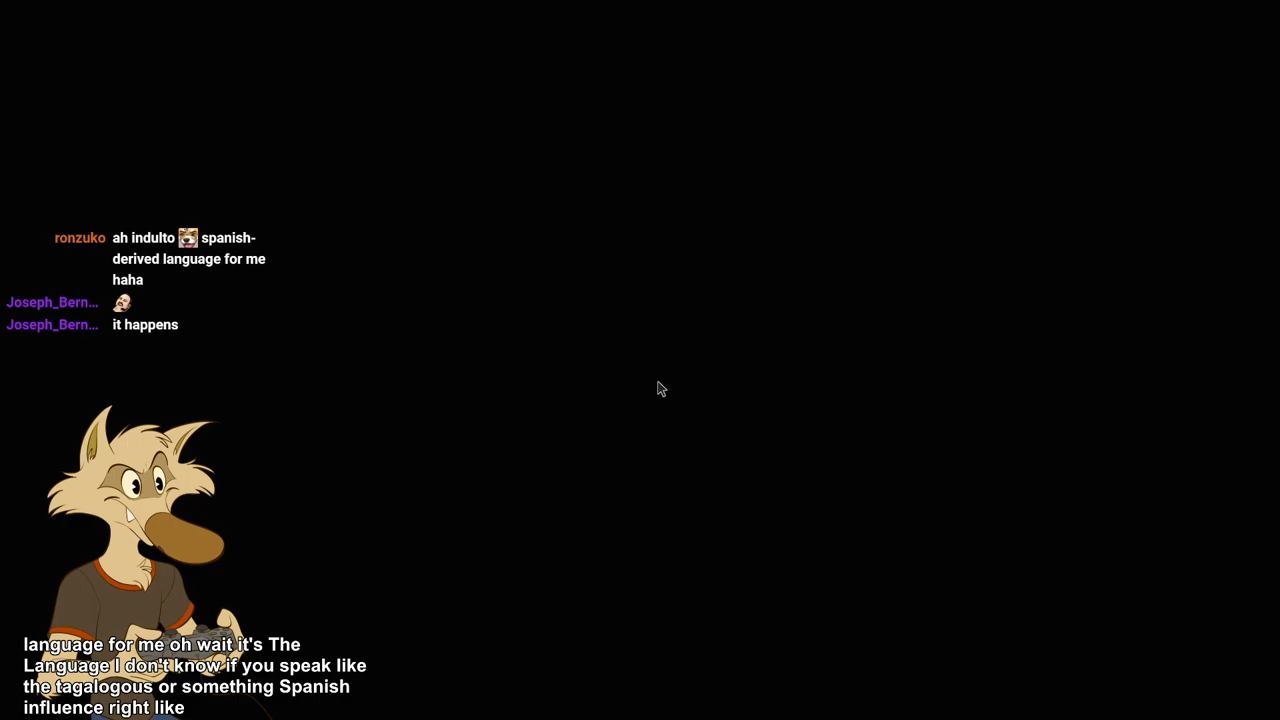 ronzuko ah indulto spanish-
derived language for me
haha
Joseph_Bern...
Joseph_Bern... it happens
language for me oh wait it's The
Language I don't know if you speak like
the tagalogous or something Spanish
influence right like